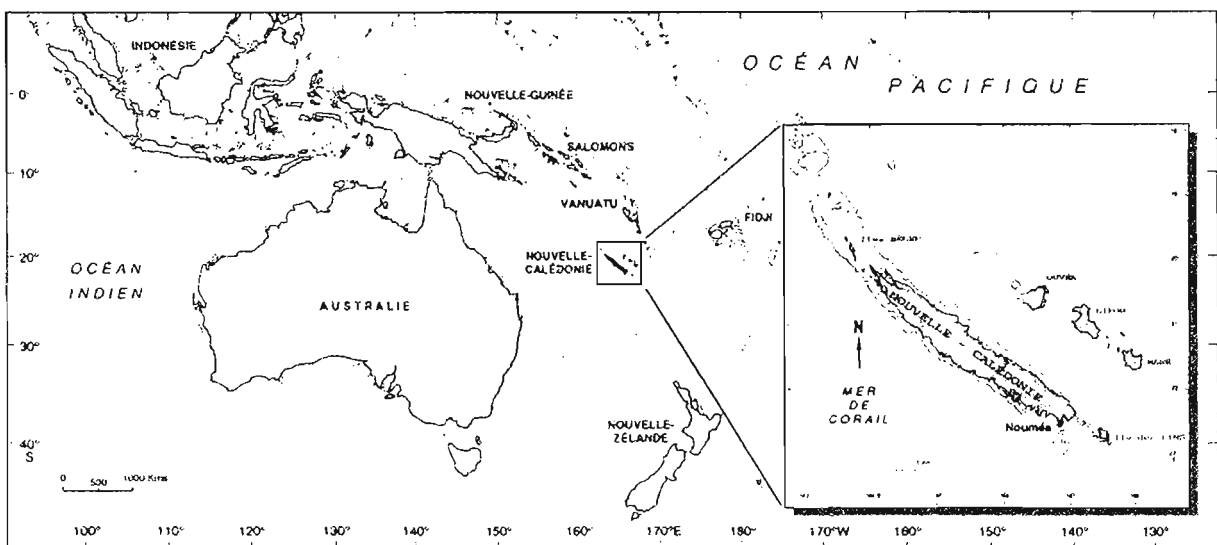 INDONÉSIE
OCÉAN
PACIFIQUE
NOUVELLE-GUINÉE
SALOMONS
VANUATU
FIDJI
NOUVELLE-
CALÉDONIE
OCÉAN
INDIEN
AUSTRALIE
NOUVELLE-
ZÉLANDE
0°
10°
20°
30°
40°
S
0 500 1000 Kms
100° 110° 120° 130° 140° 150° 160° 170°E 180° 170°W 160° 150° 140° 130°
NOUVELLE - CALÉDONIE
N
MER
DE
CORAIL
Nouméa